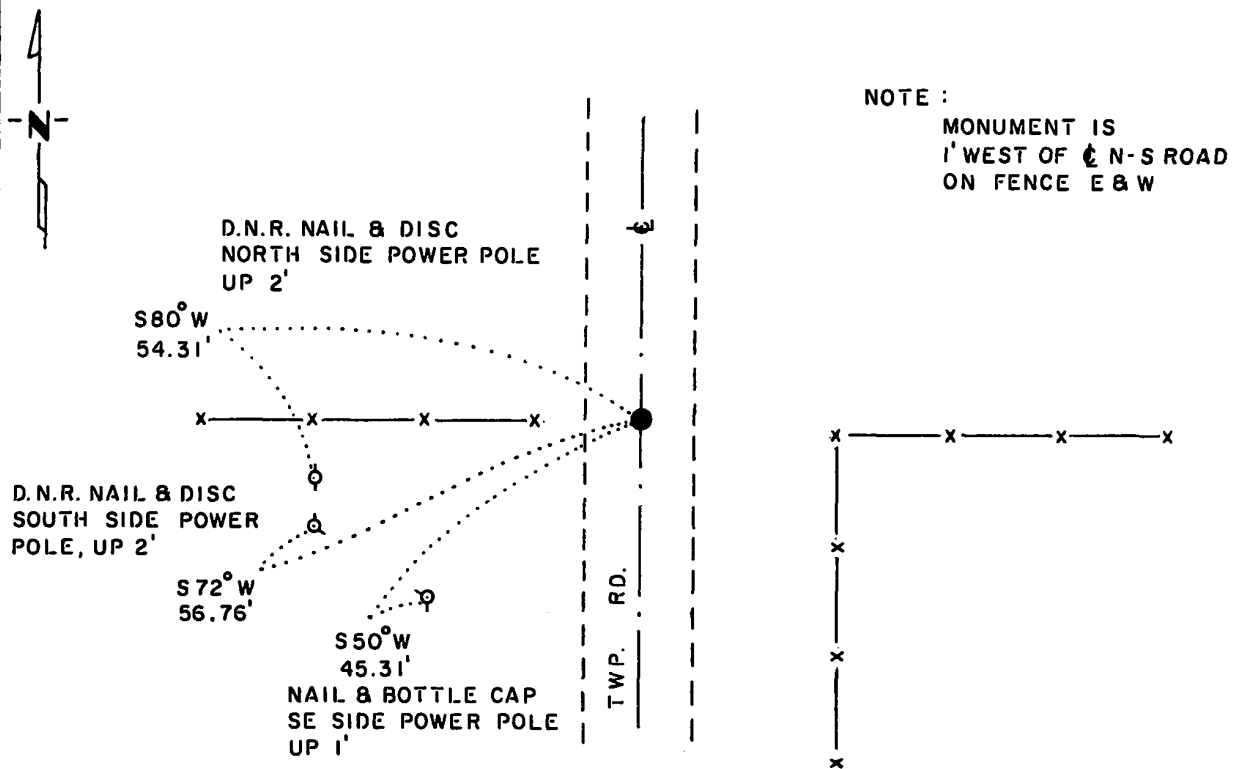 N
NOTE :
MONUMENT IS
1' WEST OF ℄ N-S ROAD
ON FENCE E & W
℄
D.N.R. NAIL & DISC
NORTH SIDE POWER POLE
UP 2'
S80°W
54.31'
D.N.R. NAIL & DISC
SOUTH SIDE POWER
POLE, UP 2'
S72°W
56.76'
S50°W
45.31'
NAIL & BOTTLE CAP
SE SIDE POWER POLE
UP 1'
TWP. RD.